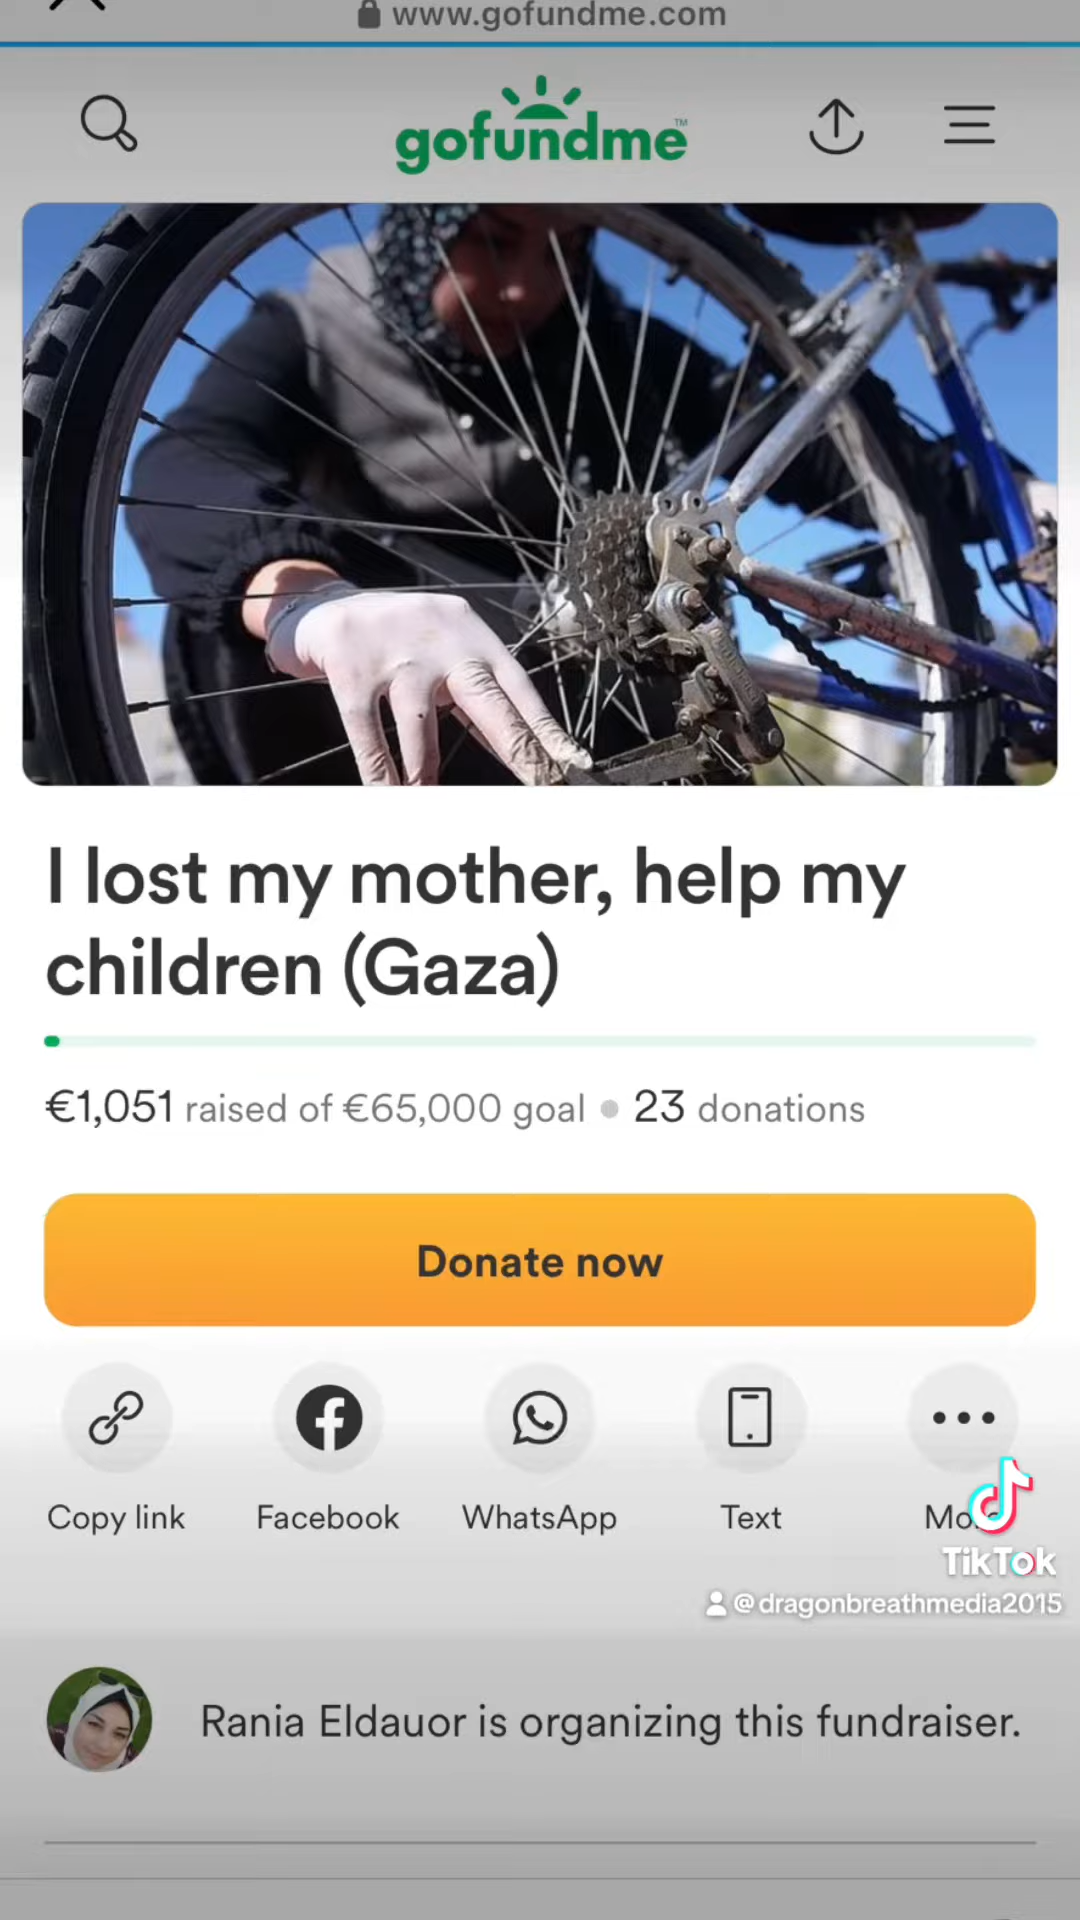 www.gofundme.com
gofundme™
I lost my mother, help my
children (Gaza)
€1,051 raised of €65,000 goal • 23 donations
Donate now
Copy link Facebook WhatsApp Text
TikTok
@dragonbreathmedia2015
Rania Eldauor is organizing this fundraiser.